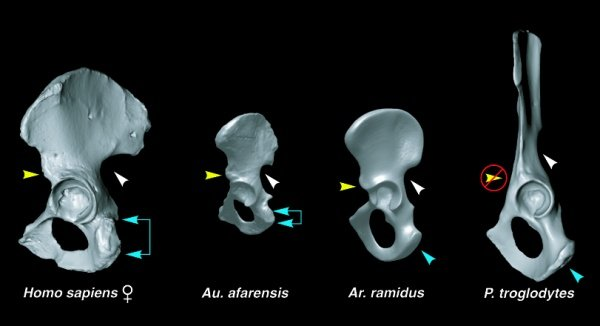 Homo sapiens ♀
Au. afarensis
Ar. ramidus
P. troglodytes